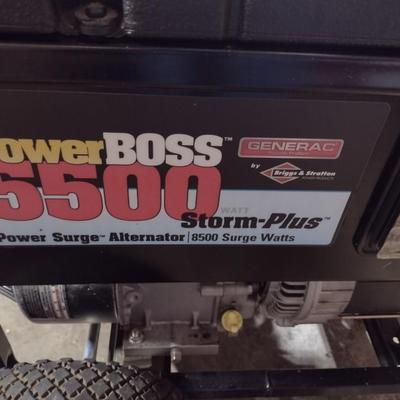 owerBOSS™
5500 WATT
Storm-Plus™
Power Surge™ Alternator | 8500 Surge Watts
GENERAC
by Briggs & Stratton